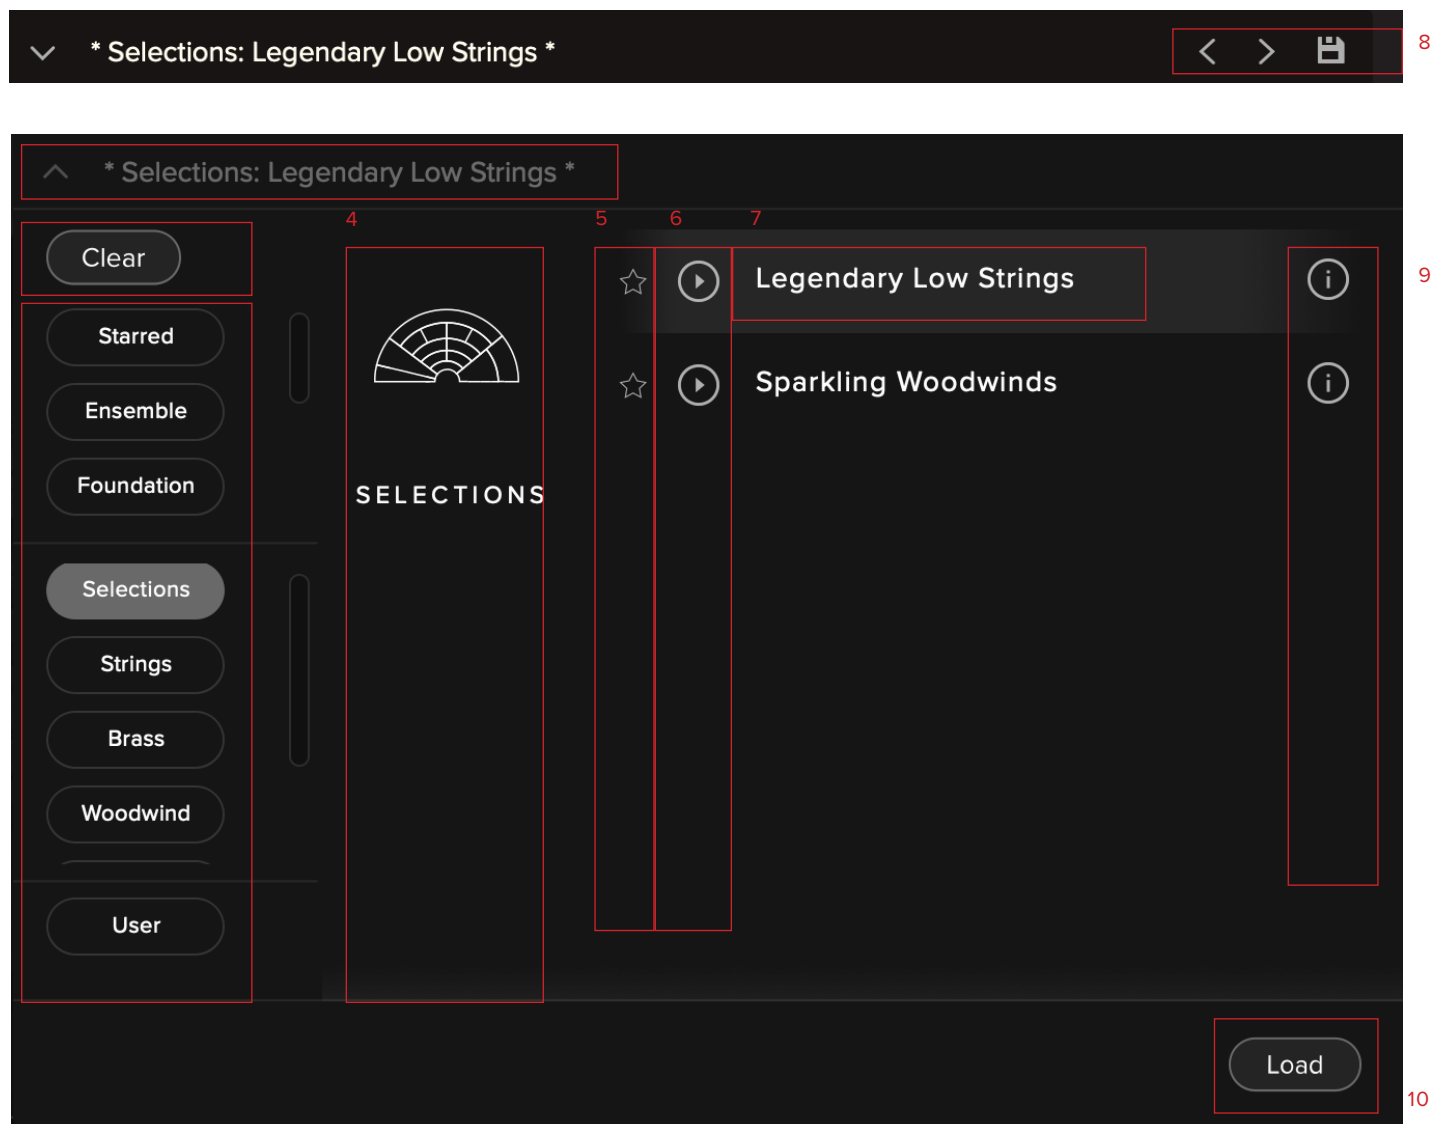 * Selections: Legendary Low Strings *
8
* Selections: Legendary Low Strings *
4
5
6
7
Clear
Legendary Low Strings
9
Starred
Ensemble
Sparkling Woodwinds
Foundation
SELECTIONS
Selections
Strings
Brass
Woodwind
User
Load
10